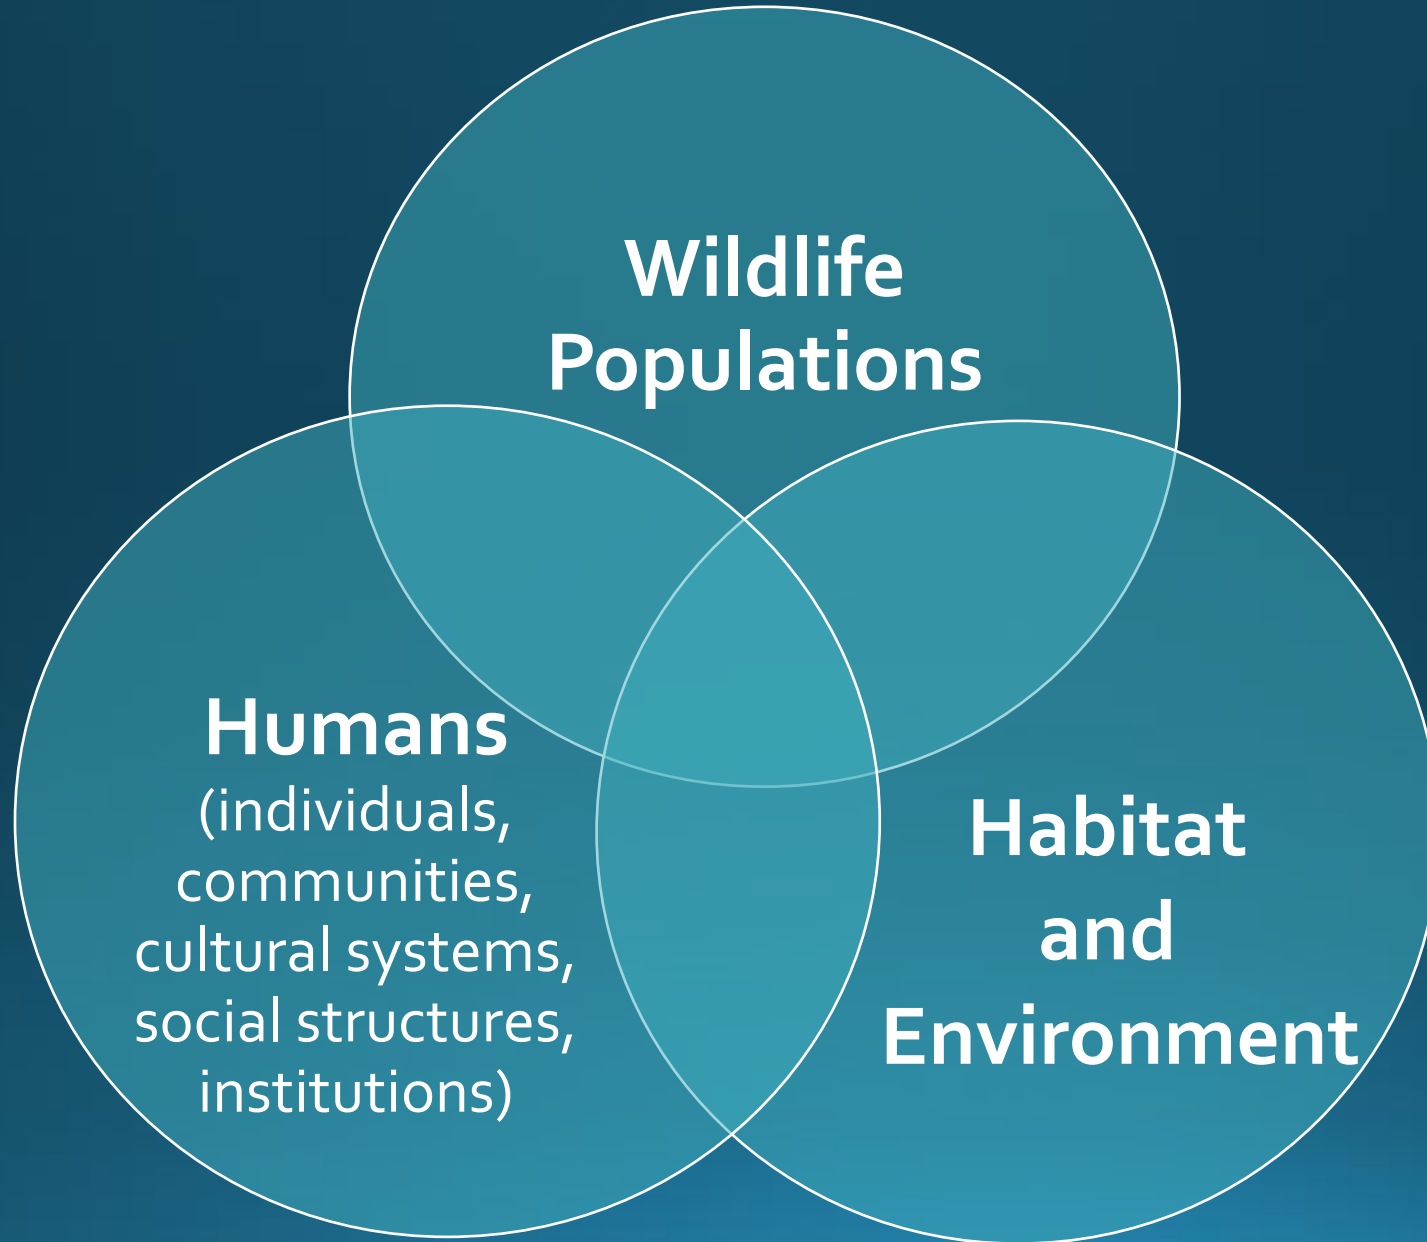 Wildlife
Populations
Humans
(individuals,
communities,
cultural systems,
social structures,
institutions)
Habitat
and
Environment